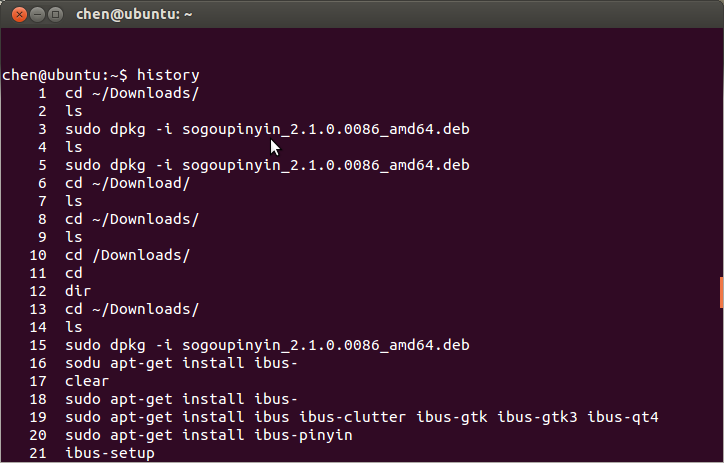 chen@ubuntu: ~
chen@ubuntu:~$ history
1 cd ~/Downloads/
2 ls
3 sudo dpkg -i sogoupinyin_2.1.0.0086_amd64.deb
4 ls
5 sudo dpkg -i sogoupinyin_2.1.0.0086_amd64.deb
6 cd ~/Download/
7 ls
8 cd ~/Downloads/
9 ls
10 cd /Downloads/
11 cd
12 dir
13 cd ~/Downloads/
14 ls
15 sudo dpkg -i sogoupinyin_2.1.0.0086_amd64.deb
16 sodu apt-get install ibus-
17 clear
18 sudo apt-get install ibus-
19 sudo apt-get install ibus ibus-clutter ibus-gtk ibus-gtk3 ibus-qt4
20 sudo apt-get install ibus-pinyin
21 ibus-setup